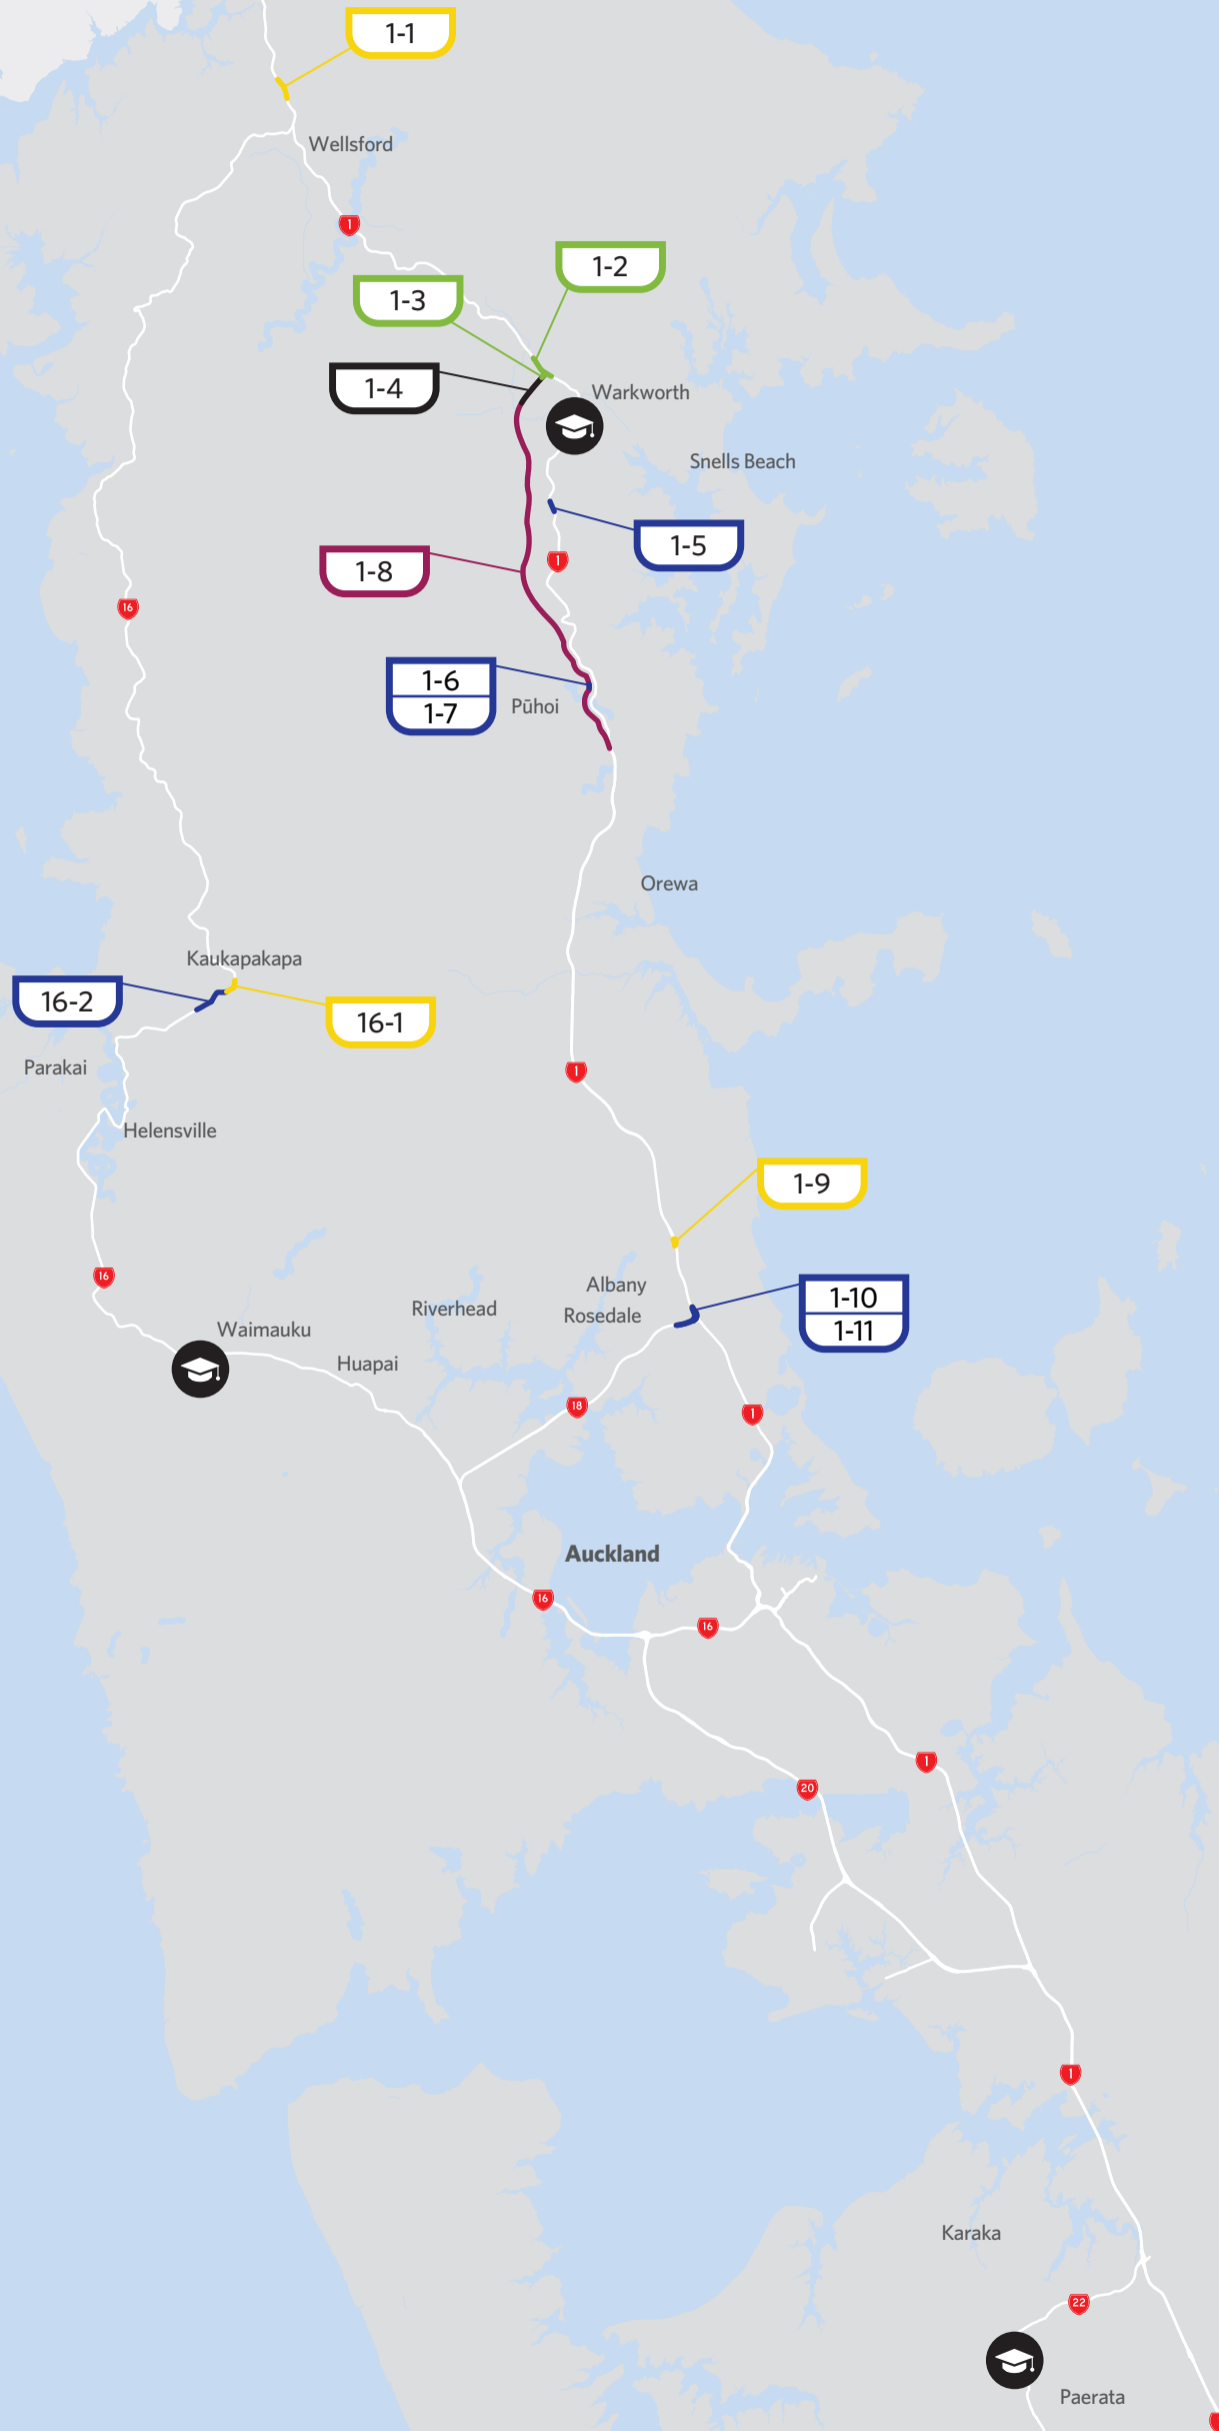 1-1
Wellsford
1
1-2
1-3
1-4
Warkworth
Snells Beach
1-5
1
1-8
16
1-6
1-7
Pūhoi
Orewa
Kaukapakapa
16-2
16-1
Parakai
1
Helensville
1-9
16
Albany
1-10
Riverhead
Rosedale
1-11
Waimauku
Huapai
18
1
Auckland
16
16
1
20
1
Karaka
22
Paerata